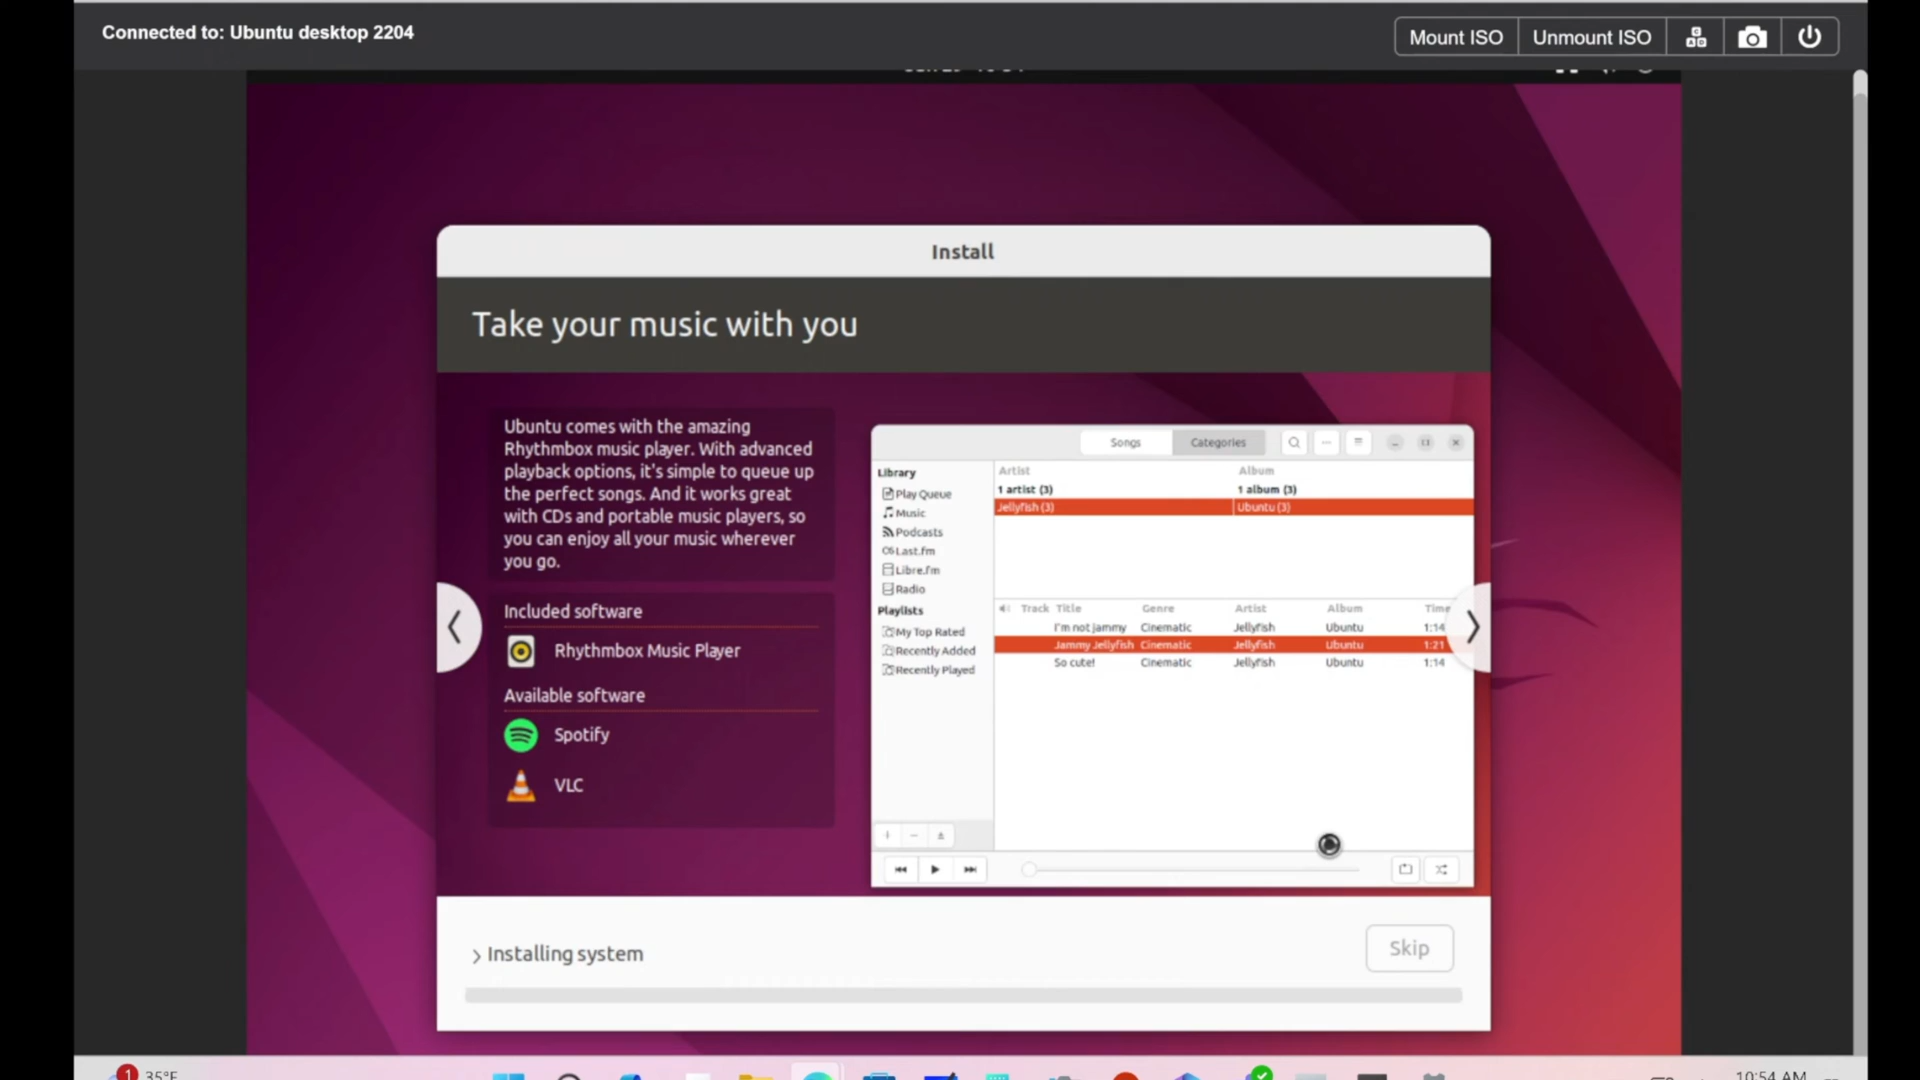 Connected to: Ubuntu desktop 2204
Mount ISO
Unmount ISO
Install
Take your music with you
Ubuntu comes with the amazing
Rhythmbox music player. With advanced
playback options, it's simple to queue up
the perfect songs. And it works great
with CDs and portable music players, so
you can enjoy all your music wherever
you go.
Included software
Rhythmbox Music Player
Available software
Spotify
VLC
Songs
Categories
Library
Play Queue
Music
Podcasts
Last.fm
Libre.fm
Radio
Playlists
My Top Rated
Recently Added
Recently Played
Artist Album
1 artist (3) 1 album (3)
Jellyfish (3) Ubuntu (3)
Track Title Genre Artist Album Time
I'm not jammy Cinematic Jellyfish Ubuntu 1:14
Jammy Jellyfish Cinematic Jellyfish Ubuntu 1:21
So cute! Cinematic Jellyfish Ubuntu 1:14
Installing system
Skip
1
35°F
10:54 AM